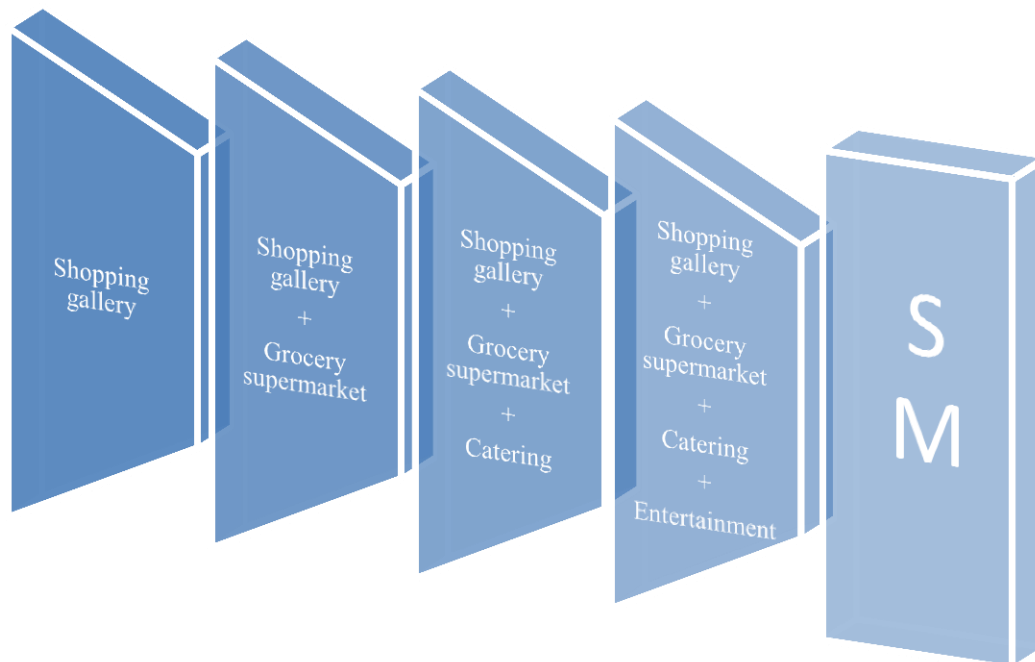 Shopping
gallery
Shopping
gallery
+
Grocery
supermarket
Shopping
gallery
+
Grocery
supermarket
+
Catering
Shopping
gallery
+
Grocery
supermarket
+
Catering
+
Entertainment
S
M